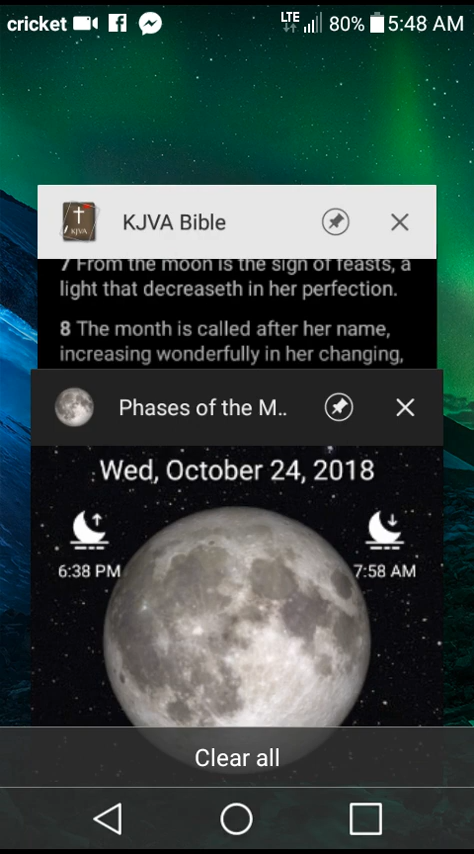 cricket LTE 80% 5:48 AM
KJVA Bible
7 From the moon is the sign of feasts, a
light that decreaseth in her perfection.
8 The month is called after her name,
increasing wonderfully in her changing,
Phases of the M..
Wed, October 24, 2018
6:38 PM 7:58 AM
Clear all